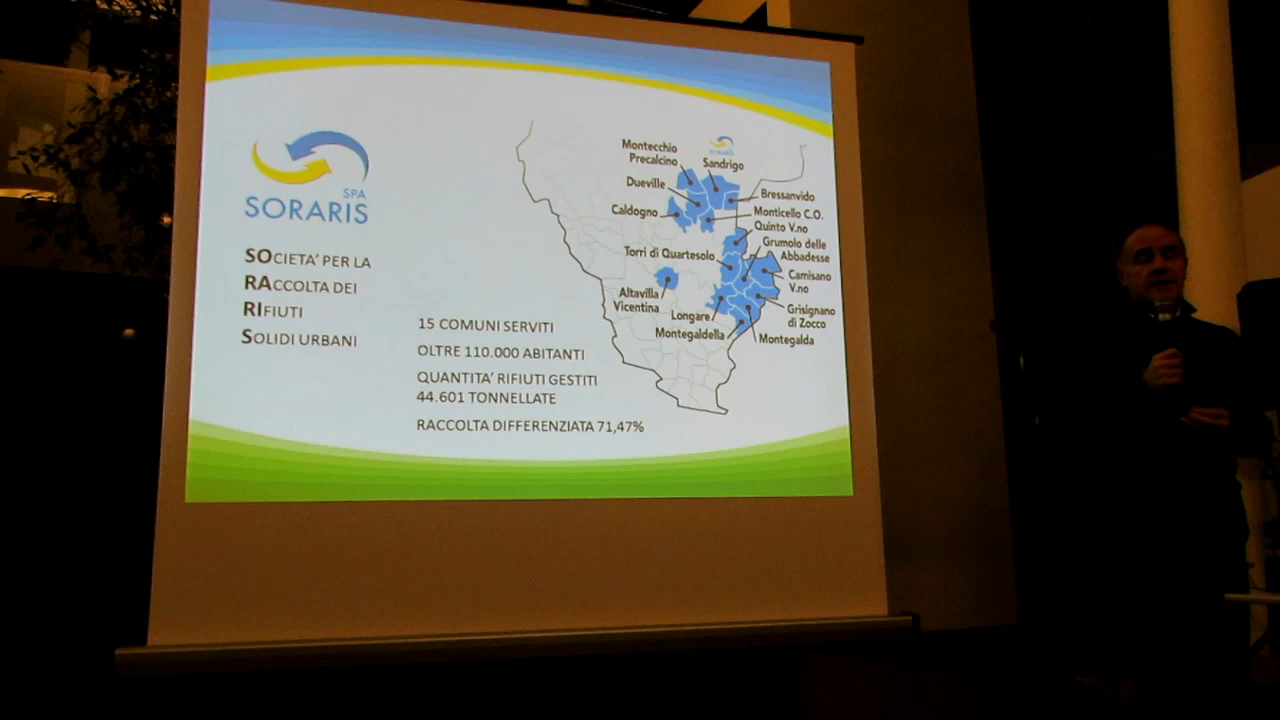 SPA
SORARIS
SOCIETA' PER LA
RACCOLTA DEI
RIFIUTI
SOLIDI URBANI
15 COMUNI SERVITI
OLTRE 110.000 ABITANTI
QUANTITA' RIFIUTI GESTITI
44.601 TONNELLATE
RACCOLTA DIFFERENZIATA 71,47%
Montecchio
Precalcino
Sandrigo
Dueville
Bressanvido
Caldogno
Monticello C.O.
Quinto V.no
Grumolo delle
Abbadesse
Torri di Quartesolo
Camisano
V.no
Altavilla
Vicentina
Longare
Grisignano
di Zocco
Montegaldella
Montegalda